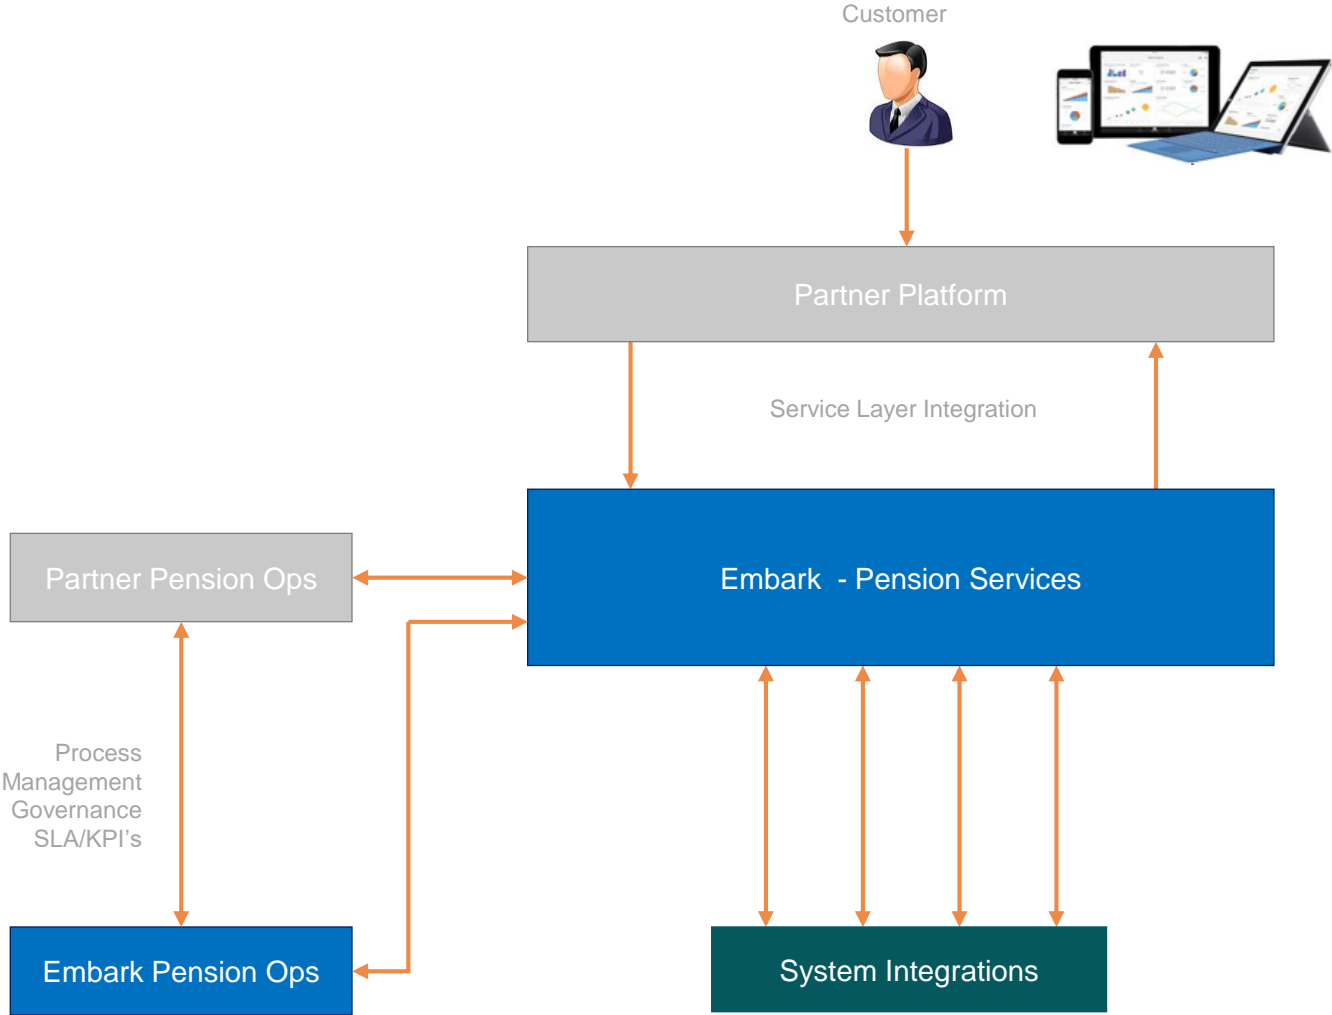 Customer
Partner Platform
Service Layer Integration
Partner Pension Ops
Embark - Pension Services
Process
Management
Governance
SLA/KPI’s
Embark Pension Ops
System Integrations